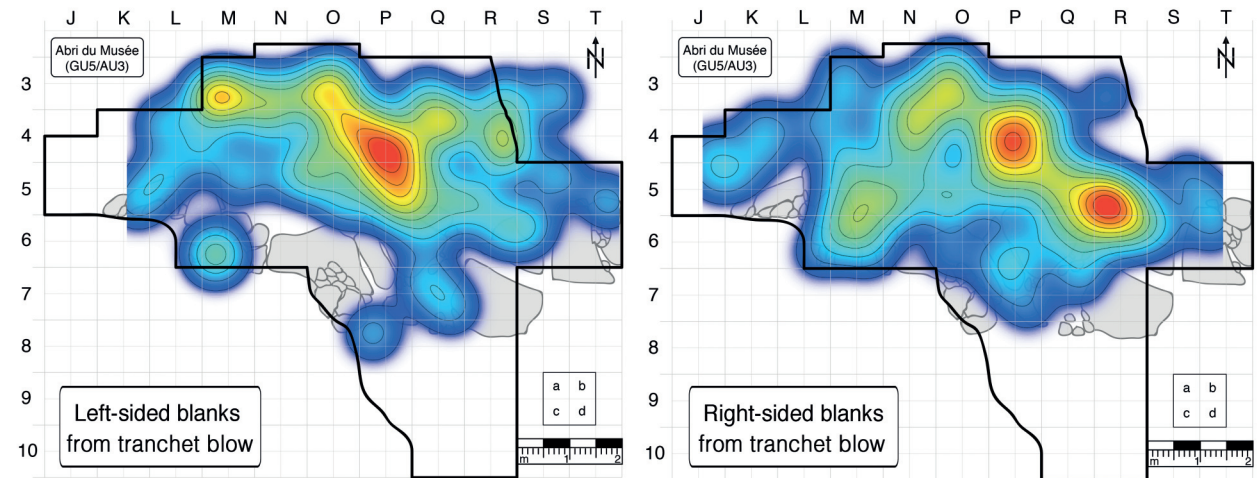 J K L M N O P Q R S T
Abri du Musée
(GU5/AU3)
N
3
4
5
6
7
8
9
10
a b
c d
Left-sided blanks
from tranchet blow
m 1 2
J K L M N O P Q R S T
Abri du Musée
(GU5/AU3)
N
3
4
5
6
7
8
9
10
a b
c d
Right-sided blanks
from tranchet blow
m 1 2